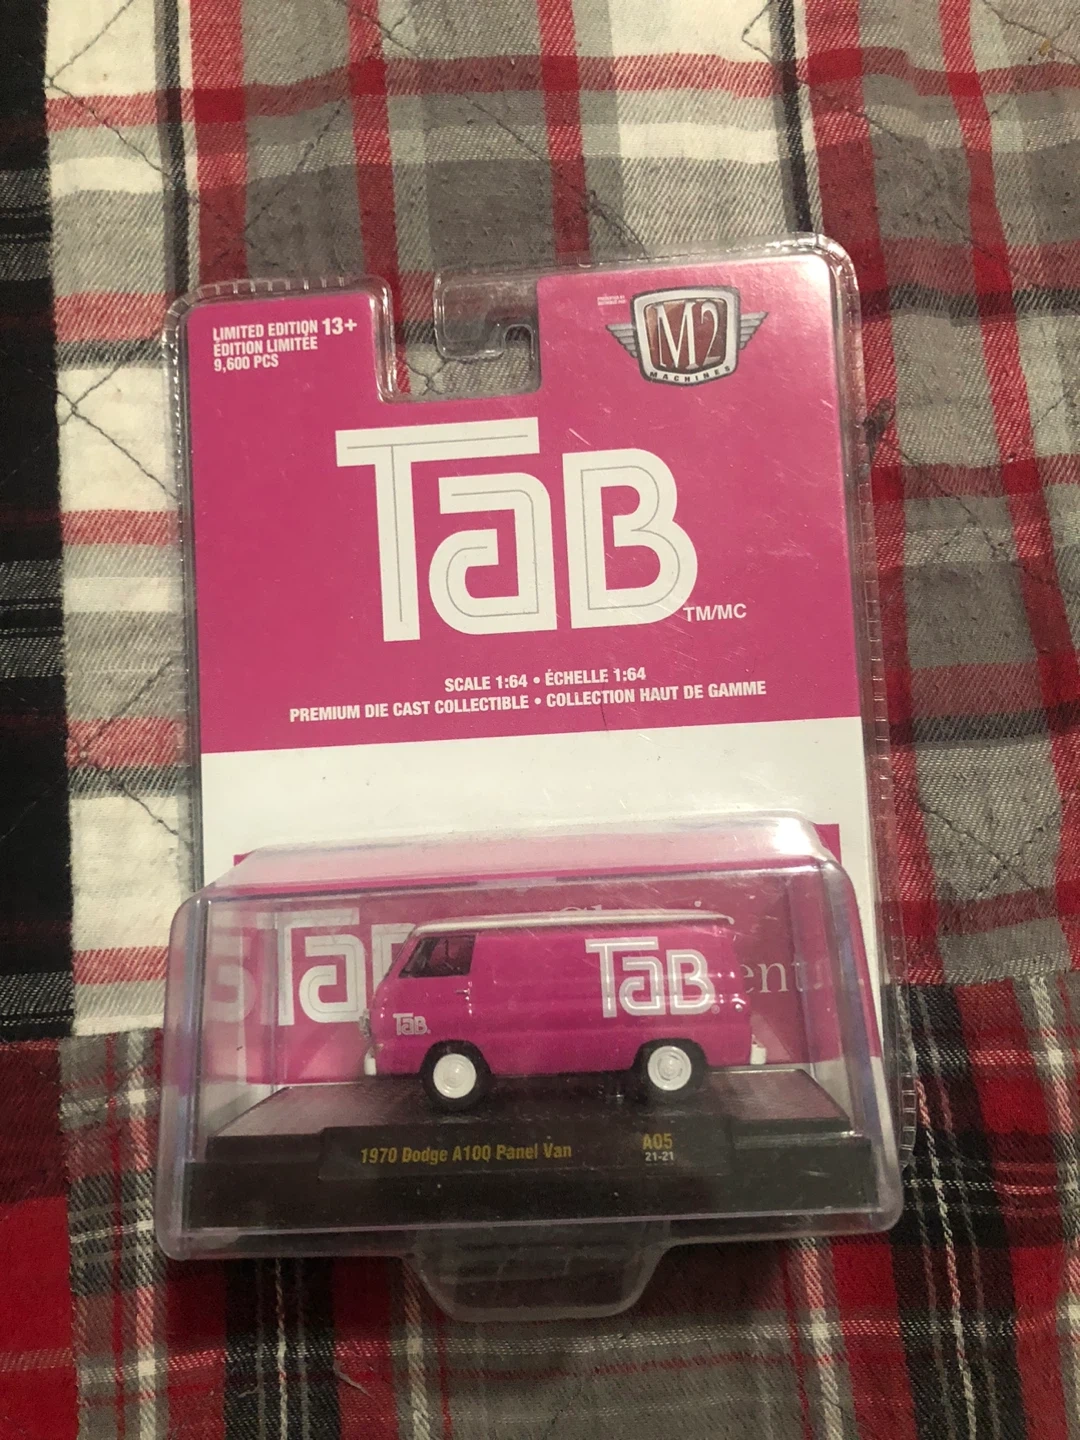 LIMITED EDITION 13+
ÉDITION LIMITÉE
9,600 PCS
M2
MACHINES
TaB
TM/MC
SCALE 1:64 • ÉCHELLE 1:64
PREMIUM DIE CAST COLLECTIBLE • COLLECTION HAUT DE GAMME
TaB
TaB
TaB
1970 Dodge A100 Panel Van A05
21-21